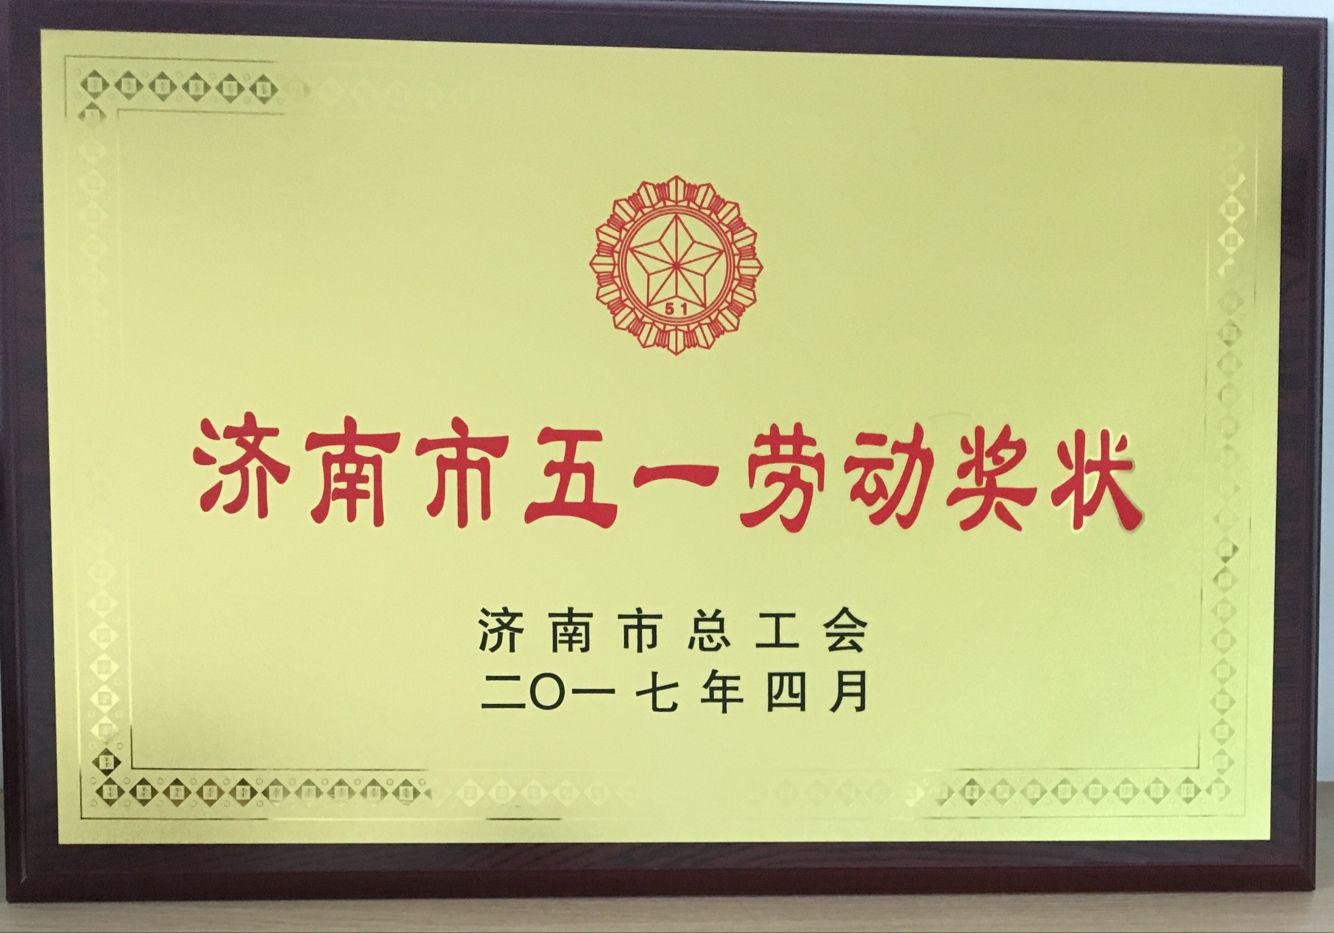 51
济南市五一劳动奖状
济南市总工会
二〇一七年四月